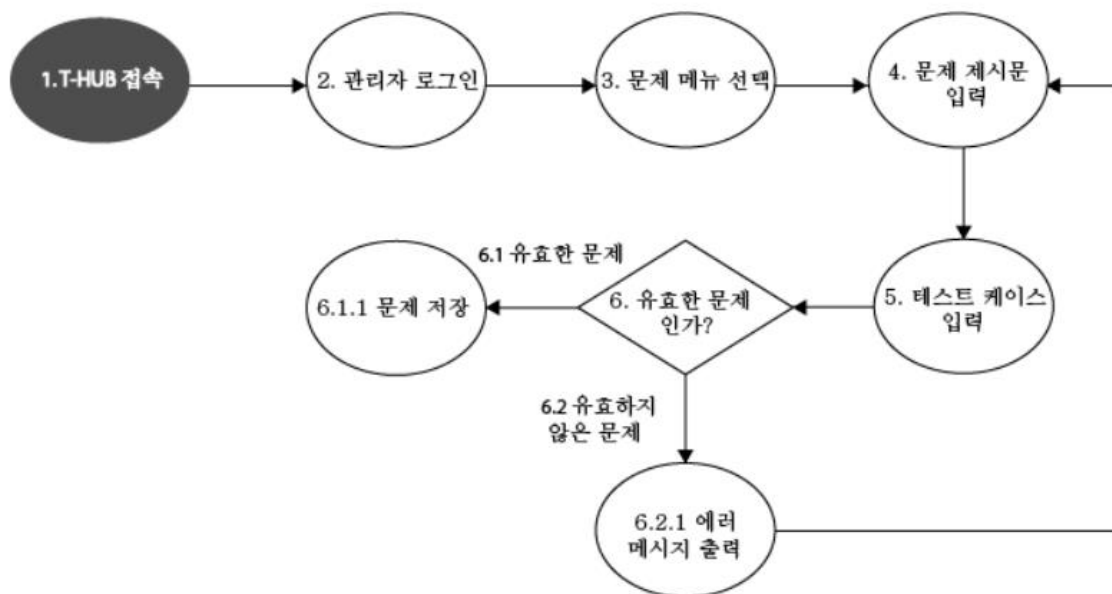 1.T-HUB 접속
2. 관리자 로그인
3. 문제 메뉴 선택
4. 문제 제시문
입력
5. 테스트 케이스
입력
6. 유효한 문제
인가?
6.1 유효한 문제
6.1.1 문제 저장
6.2 유효하지
않은 문제
6.2.1 에러
메시지 출력